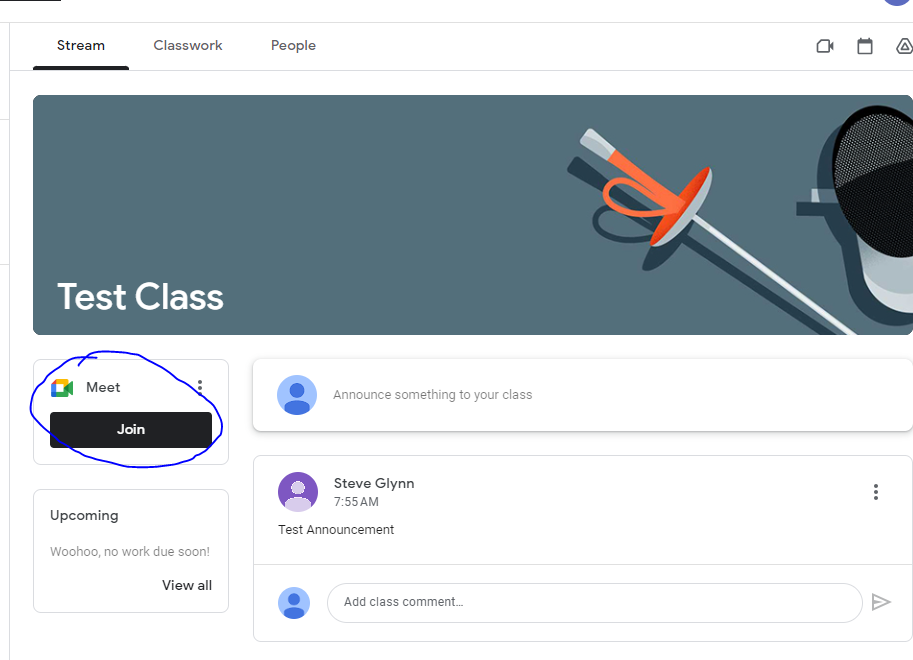 Stream
Classwork
People
Test Class
Meet
Join
Announce something to your class
Steve Glynn
7:55 AM
Test Announcement
Upcoming
Woohoo, no work due soon!
View all
Add class comment...